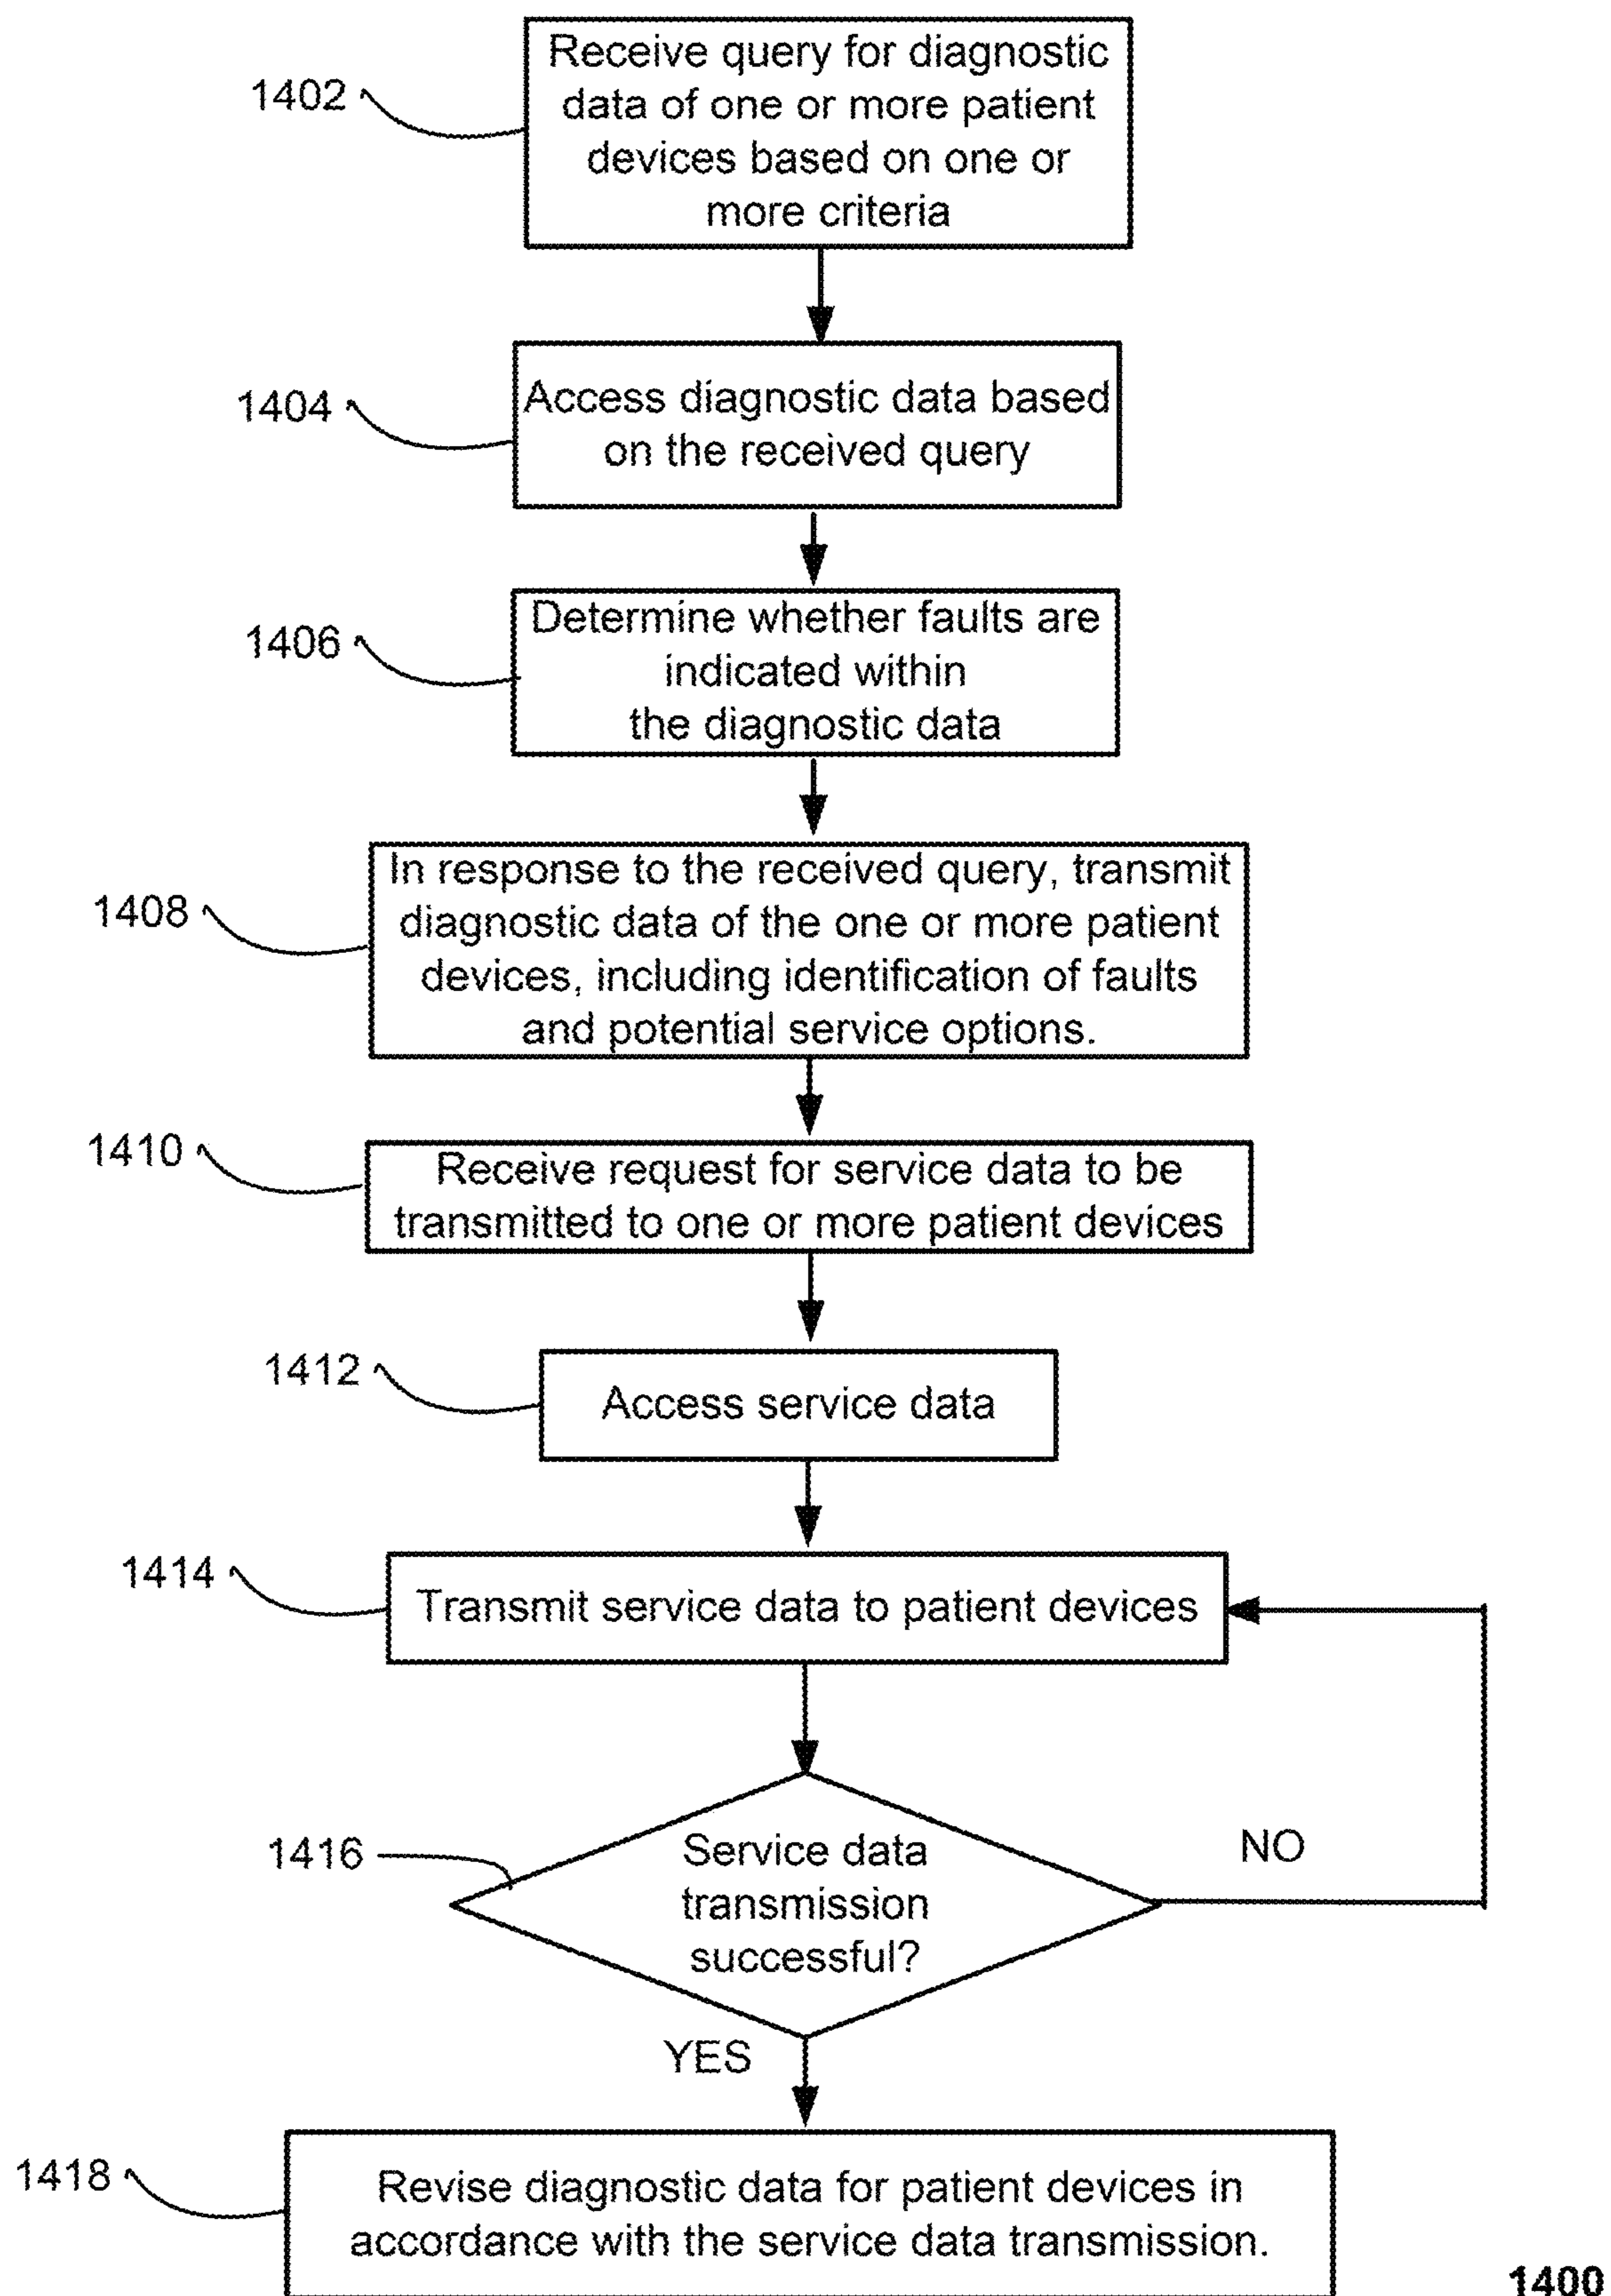 Receive query for diagnostic
1402
data of one or more patient
devices based on one or
more criteria
1404
Access diagnostic data based
on the received query
1406
Determine whether faults are
indicated within
the diagnostic data
1408
In response to the received query, transmit
diagnostic data of the one or more patient
devices, including identification of faults
and potential service options.
1410
Receive request for service data to be
transmitted to one or more patient devices
1412
Access service data
1414
Transmit service data to patient devices
1416
Service data
transmission
successful?
NO
YES
1418
Revise diagnostic data for patient devices in
accordance with the service data transmission.
1400